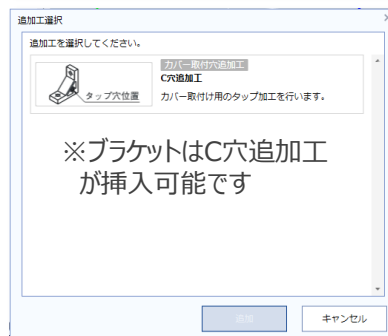 追加工選択
追加工を選択してください。
カバー取付穴追加工
C穴追加工
タップ穴位置
カバー取付け用のタップ加工を行います。
※ブラケットはC穴追加工
が挿入可能です
追加
キャンセル